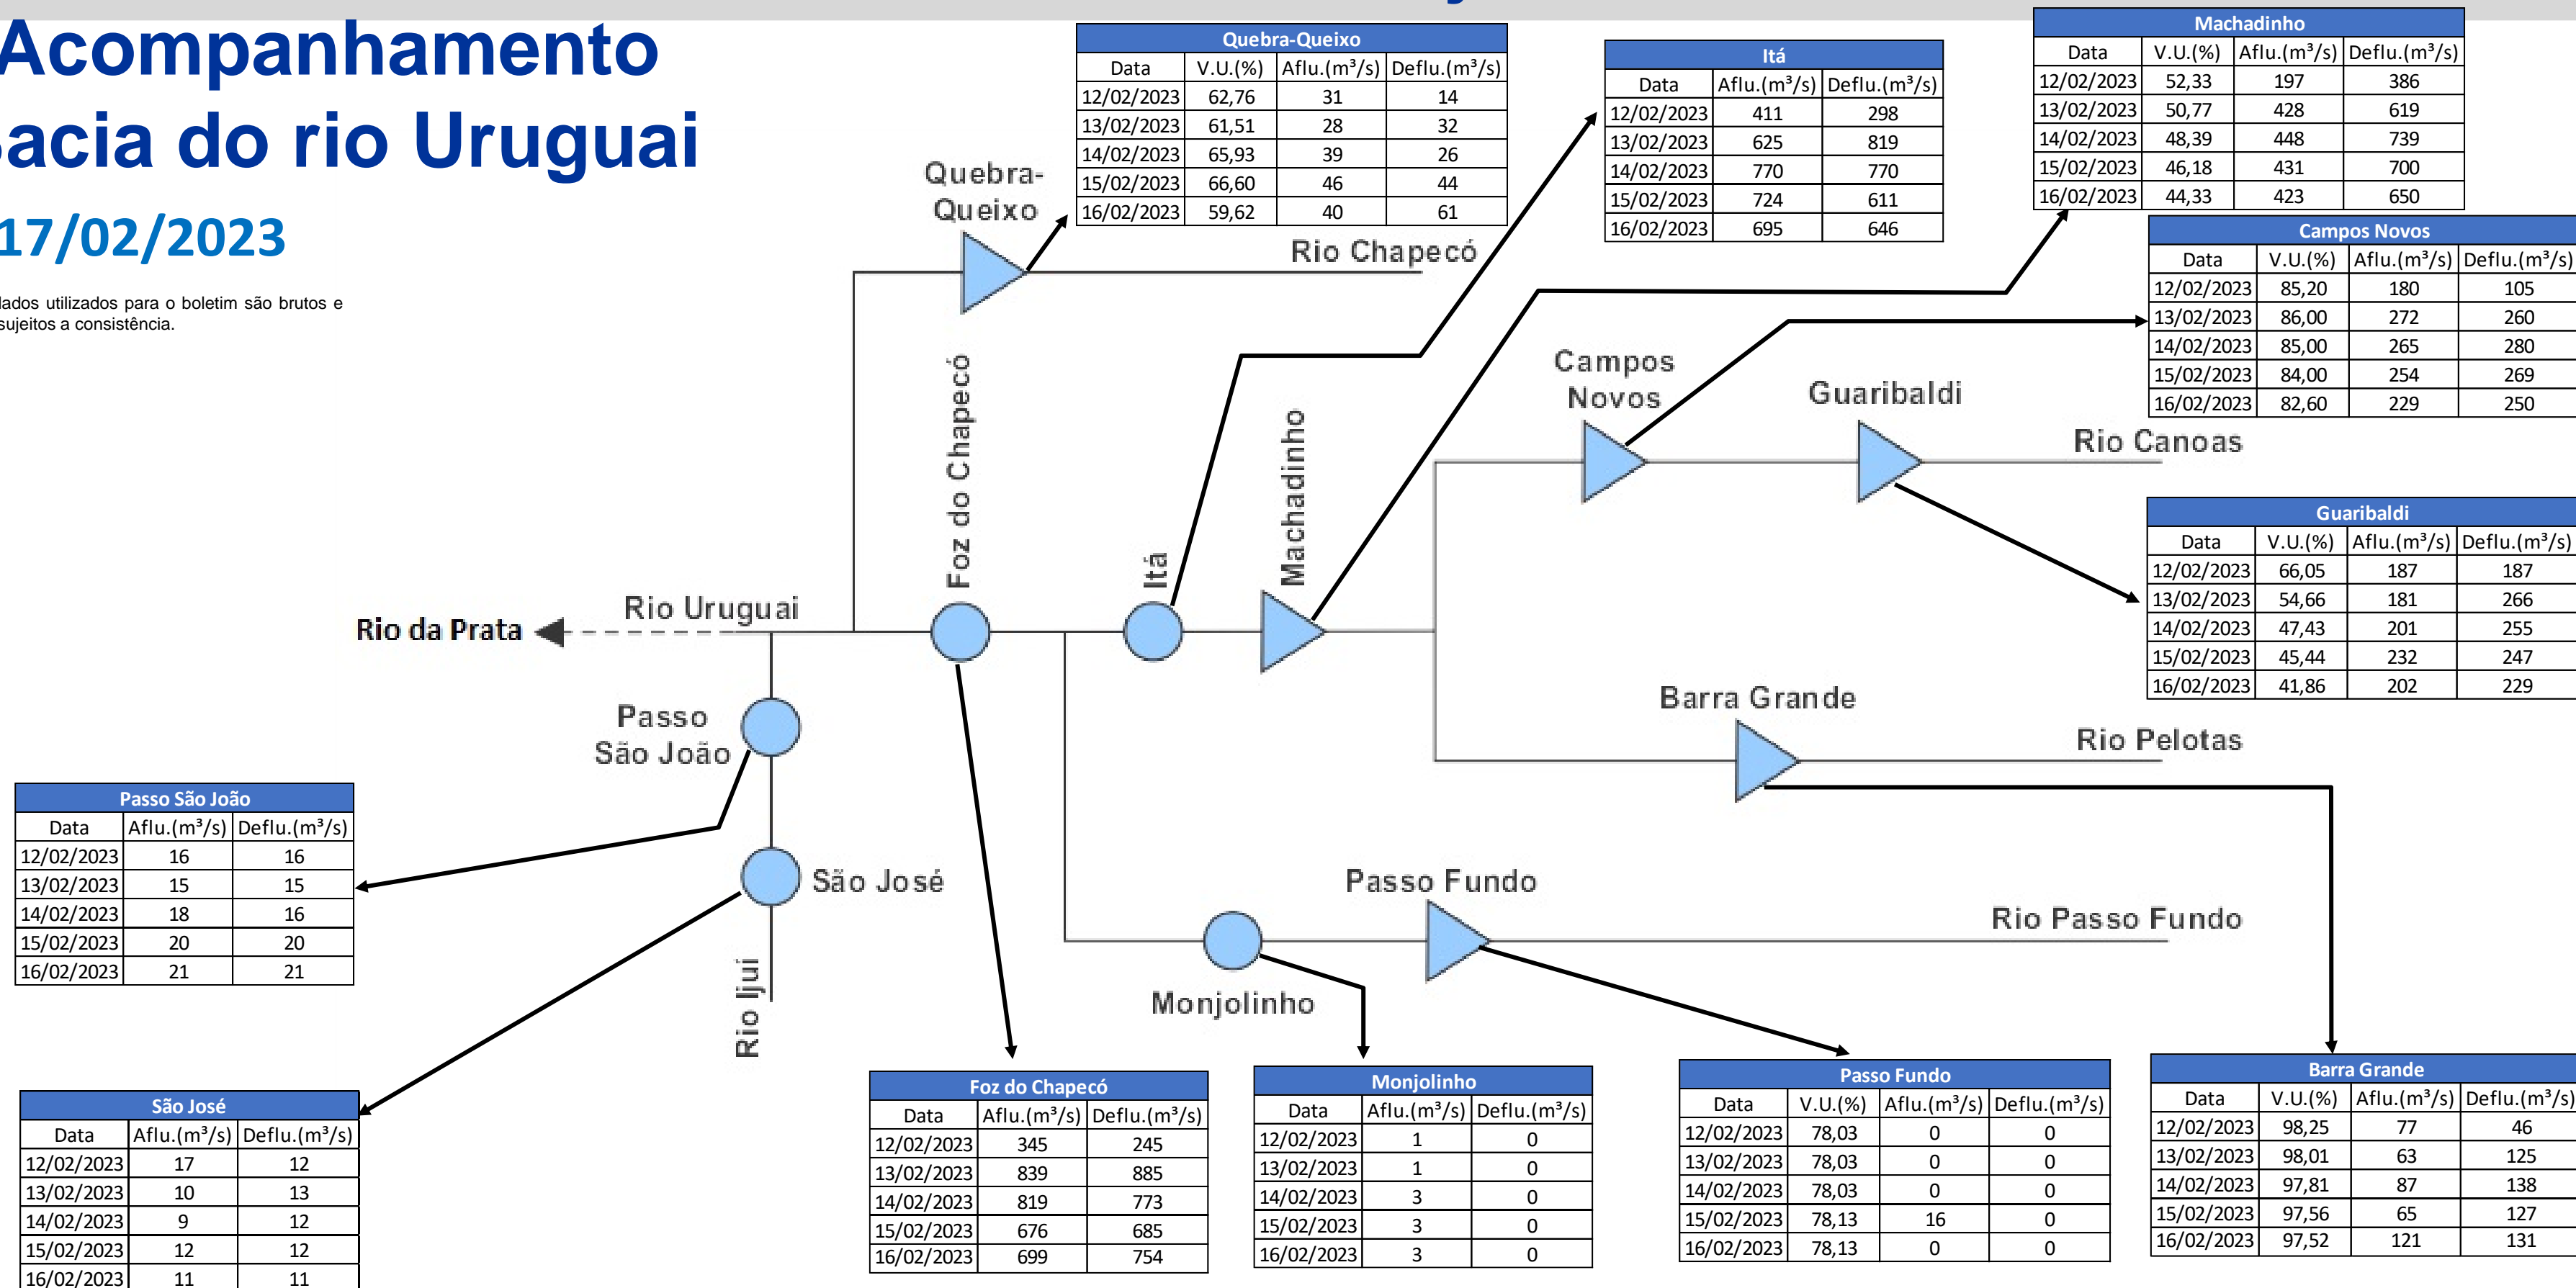 Acompanhamento
acia do rio Uruguai
17/02/2023
dados utilizados para o boletim são brutos e
sujeitos a consistência.
Quebra-Queixo
Data V.U.(%) Aflu.(m³/s) Deflu.(m³/s)
12/02/2023 62,76 31 14
13/02/2023 61,51 28 32
14/02/2023 65,93 39 26
15/02/2023 66,60 46 44
16/02/2023 59,62 40 61
Itá
Data Aflu.(m³/s) Deflu.(m³/s)
12/02/2023 411 298
13/02/2023 625 819
14/02/2023 770 770
15/02/2023 724 611
16/02/2023 695 646
Machadinho
Data V.U.(%) Aflu.(m³/s) Deflu.(m³/s)
12/02/2023 52,33 197 386
13/02/2023 50,77 428 619
14/02/2023 48,39 448 739
15/02/2023 46,18 431 700
16/02/2023 44,33 423 650
Campos Novos
Data V.U.(%) Aflu.(m³/s) Deflu.(m³/s)
12/02/2023 85,20 180 105
13/02/2023 86,00 272 260
14/02/2023 85,00 265 280
15/02/2023 84,00 254 269
16/02/2023 82,60 229 250
Quebra-
Queixo
Rio Chapecó
Foz do Chapecó
Itá
Machadinho
Campos
Novos
Guaribaldi
Rio Canoas
Guaribaldi
Data V.U.(%) Aflu.(m³/s) Deflu.(m³/s)
12/02/2023 66,05 187 187
13/02/2023 54,66 181 266
14/02/2023 47,43 201 255
15/02/2023 45,44 232 247
16/02/2023 41,86 202 229
Rio da Prata
Rio Uruguai
Passo
São João
Barra Grande
Rio Pelotas
São José
Rio Ijui
Passo Fundo
Rio Passo Fundo
Monjolinho
Passo São João
Data Aflu.(m³/s) Deflu.(m³/s)
12/02/2023 16 16
13/02/2023 15 15
14/02/2023 18 16
15/02/2023 20 20
16/02/2023 21 21
São José
Data Aflu.(m³/s) Deflu.(m³/s)
12/02/2023 17 12
13/02/2023 10 13
14/02/2023 9 12
15/02/2023 12 12
16/02/2023 11 11
Foz do Chapecó
Data Aflu.(m³/s) Deflu.(m³/s)
12/02/2023 345 245
13/02/2023 839 885
14/02/2023 819 773
15/02/2023 676 685
16/02/2023 699 754
Monjolinho
Data Aflu.(m³/s) Deflu.(m³/s)
12/02/2023 1 0
13/02/2023 1 0
14/02/2023 3 0
15/02/2023 3 0
16/02/2023 3 0
Passo Fundo
Data V.U.(%) Aflu.(m³/s) Deflu.(m³/s)
12/02/2023 78,03 0 0
13/02/2023 78,03 0 0
14/02/2023 78,03 0 0
15/02/2023 78,13 16 0
16/02/2023 78,13 0 0
Barra Grande
Data V.U.(%) Aflu.(m³/s) Deflu.(m³/s)
12/02/2023 98,25 77 46
13/02/2023 98,01 63 125
14/02/2023 97,81 87 138
15/02/2023 97,56 65 127
16/02/2023 97,52 121 131